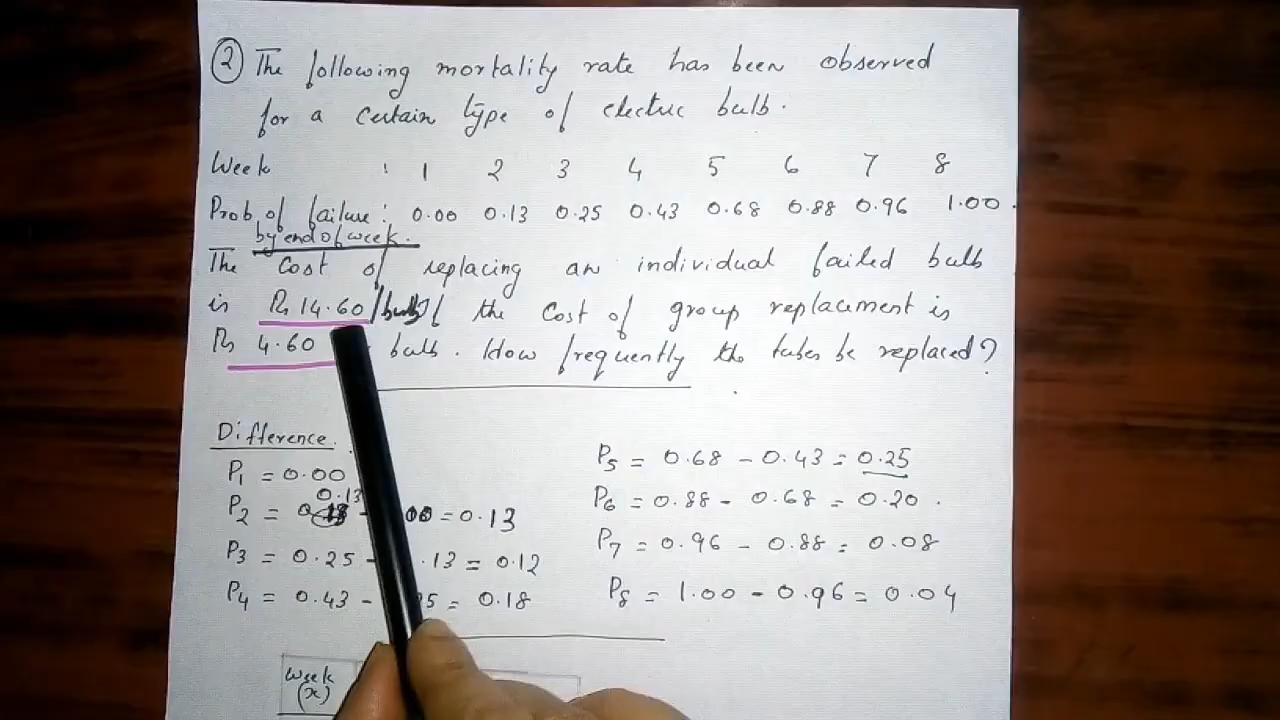 ② The following mortality rate has been observed
for a certain type of electric bulb.
Week : 1 2 3 4 5 6 7 8
Prob. of failure: 0.00 0.13 0.25 0.43 0.68 0.88 0.96 1.00.
by end of week.
The cost of replacing an individual failed bulb
is Rs 14.60/bulb the cost of group replacement is
Rs 4.60 bulb. How frequently the tubes be replaced?
Difference.
P1 = 0.00
0.13
P2 = 00 = 0.13
P3 = 0.25 - .13 = 0.12
P4 = 0.43 - 5 = 0.18
P5 = 0.68 - 0.43 = 0.25
P6 = 0.88 - 0.68 = 0.20.
P7 = 0.96 - 0.88 = 0.08
P8 = 1.00 - 0.96 = 0.04
Week
(x)